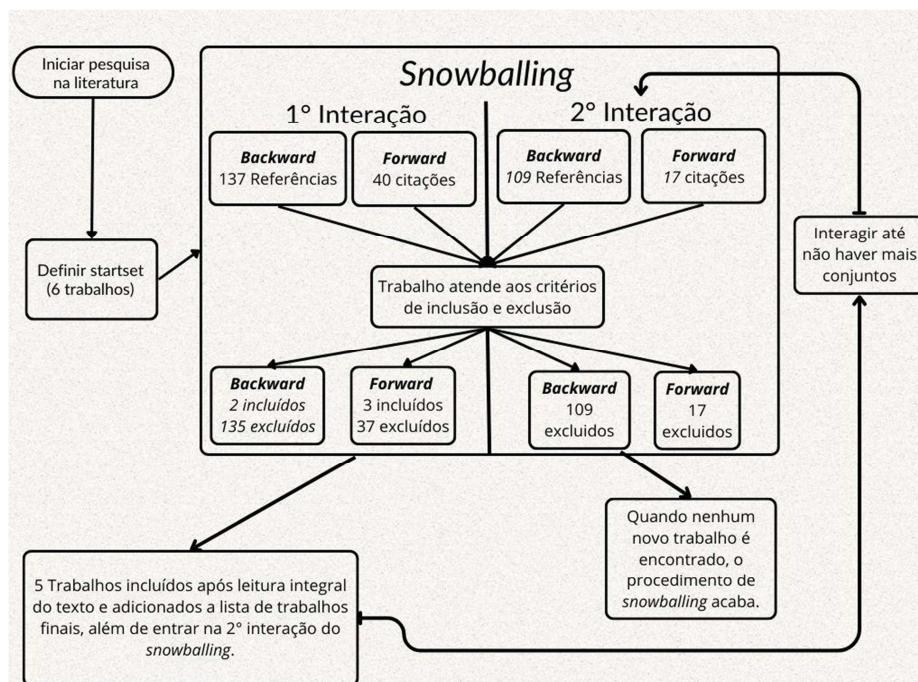 Iniciar pesquisa
na literatura
Definir startset
(6 trabalhos)
Snowballing
1° Interação
Backward
137 Referências
Forward
40 citações
2° Interação
Backward
109 Referências
Forward
17 citações
Trabalho atende aos critérios
de inclusão e exclusão
Backward
2 incluídos
135 excluídos
Forward
3 incluídos
37 excluídos
Backward
109
excluidos
Forward
17
excluidos
Interagir até
não haver mais
conjuntos
5 Trabalhos incluídos após leitura integral
do texto e adicionados a lista de trabalhos
finais, além de entrar na 2° interação do
snowballing.
Quando nenhum
novo trabalho é
encontrado, o
procedimento de
snowballing acaba.